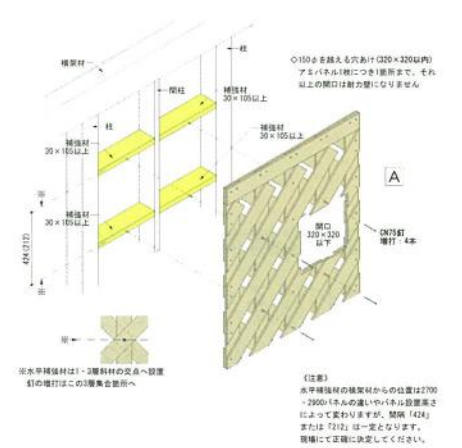 柱
横架材
間柱
補強材
30×105以上
◇150φを越える穴あけ(320×320以内)
アミパネル1枚につき1箇所まで、それ
以上の開口は耐力壁になりません
柱
補強材
30×105以上
補強材
30×105以上
A
※
補強材
30×105以上
開口
320×320
以下
CN75釘
増打:4本
424(212)
※
※
※水平補強材は1・3層斜材の交点へ設置
釘の増打はこの3層集合箇所へ
《注意》
水平補強材の横架材からの位置は2700
・2900パネルの違いやパネル設置高さ
によって変わりますが、間隔「424」
または「212」は一定となります。
現場にて正確に決定してください。